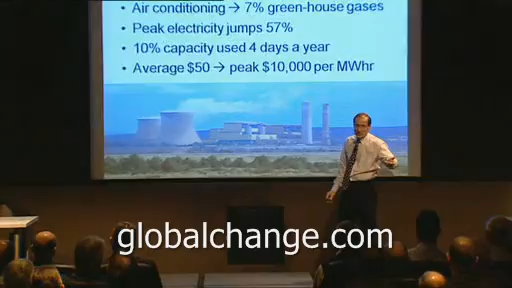 • Air conditioning → 7% green-house gases
• Peak electricity jumps 57%
• 10% capacity used 4 days a year
• Average $50 → peak $10,000 per MWhr
globalchange.com